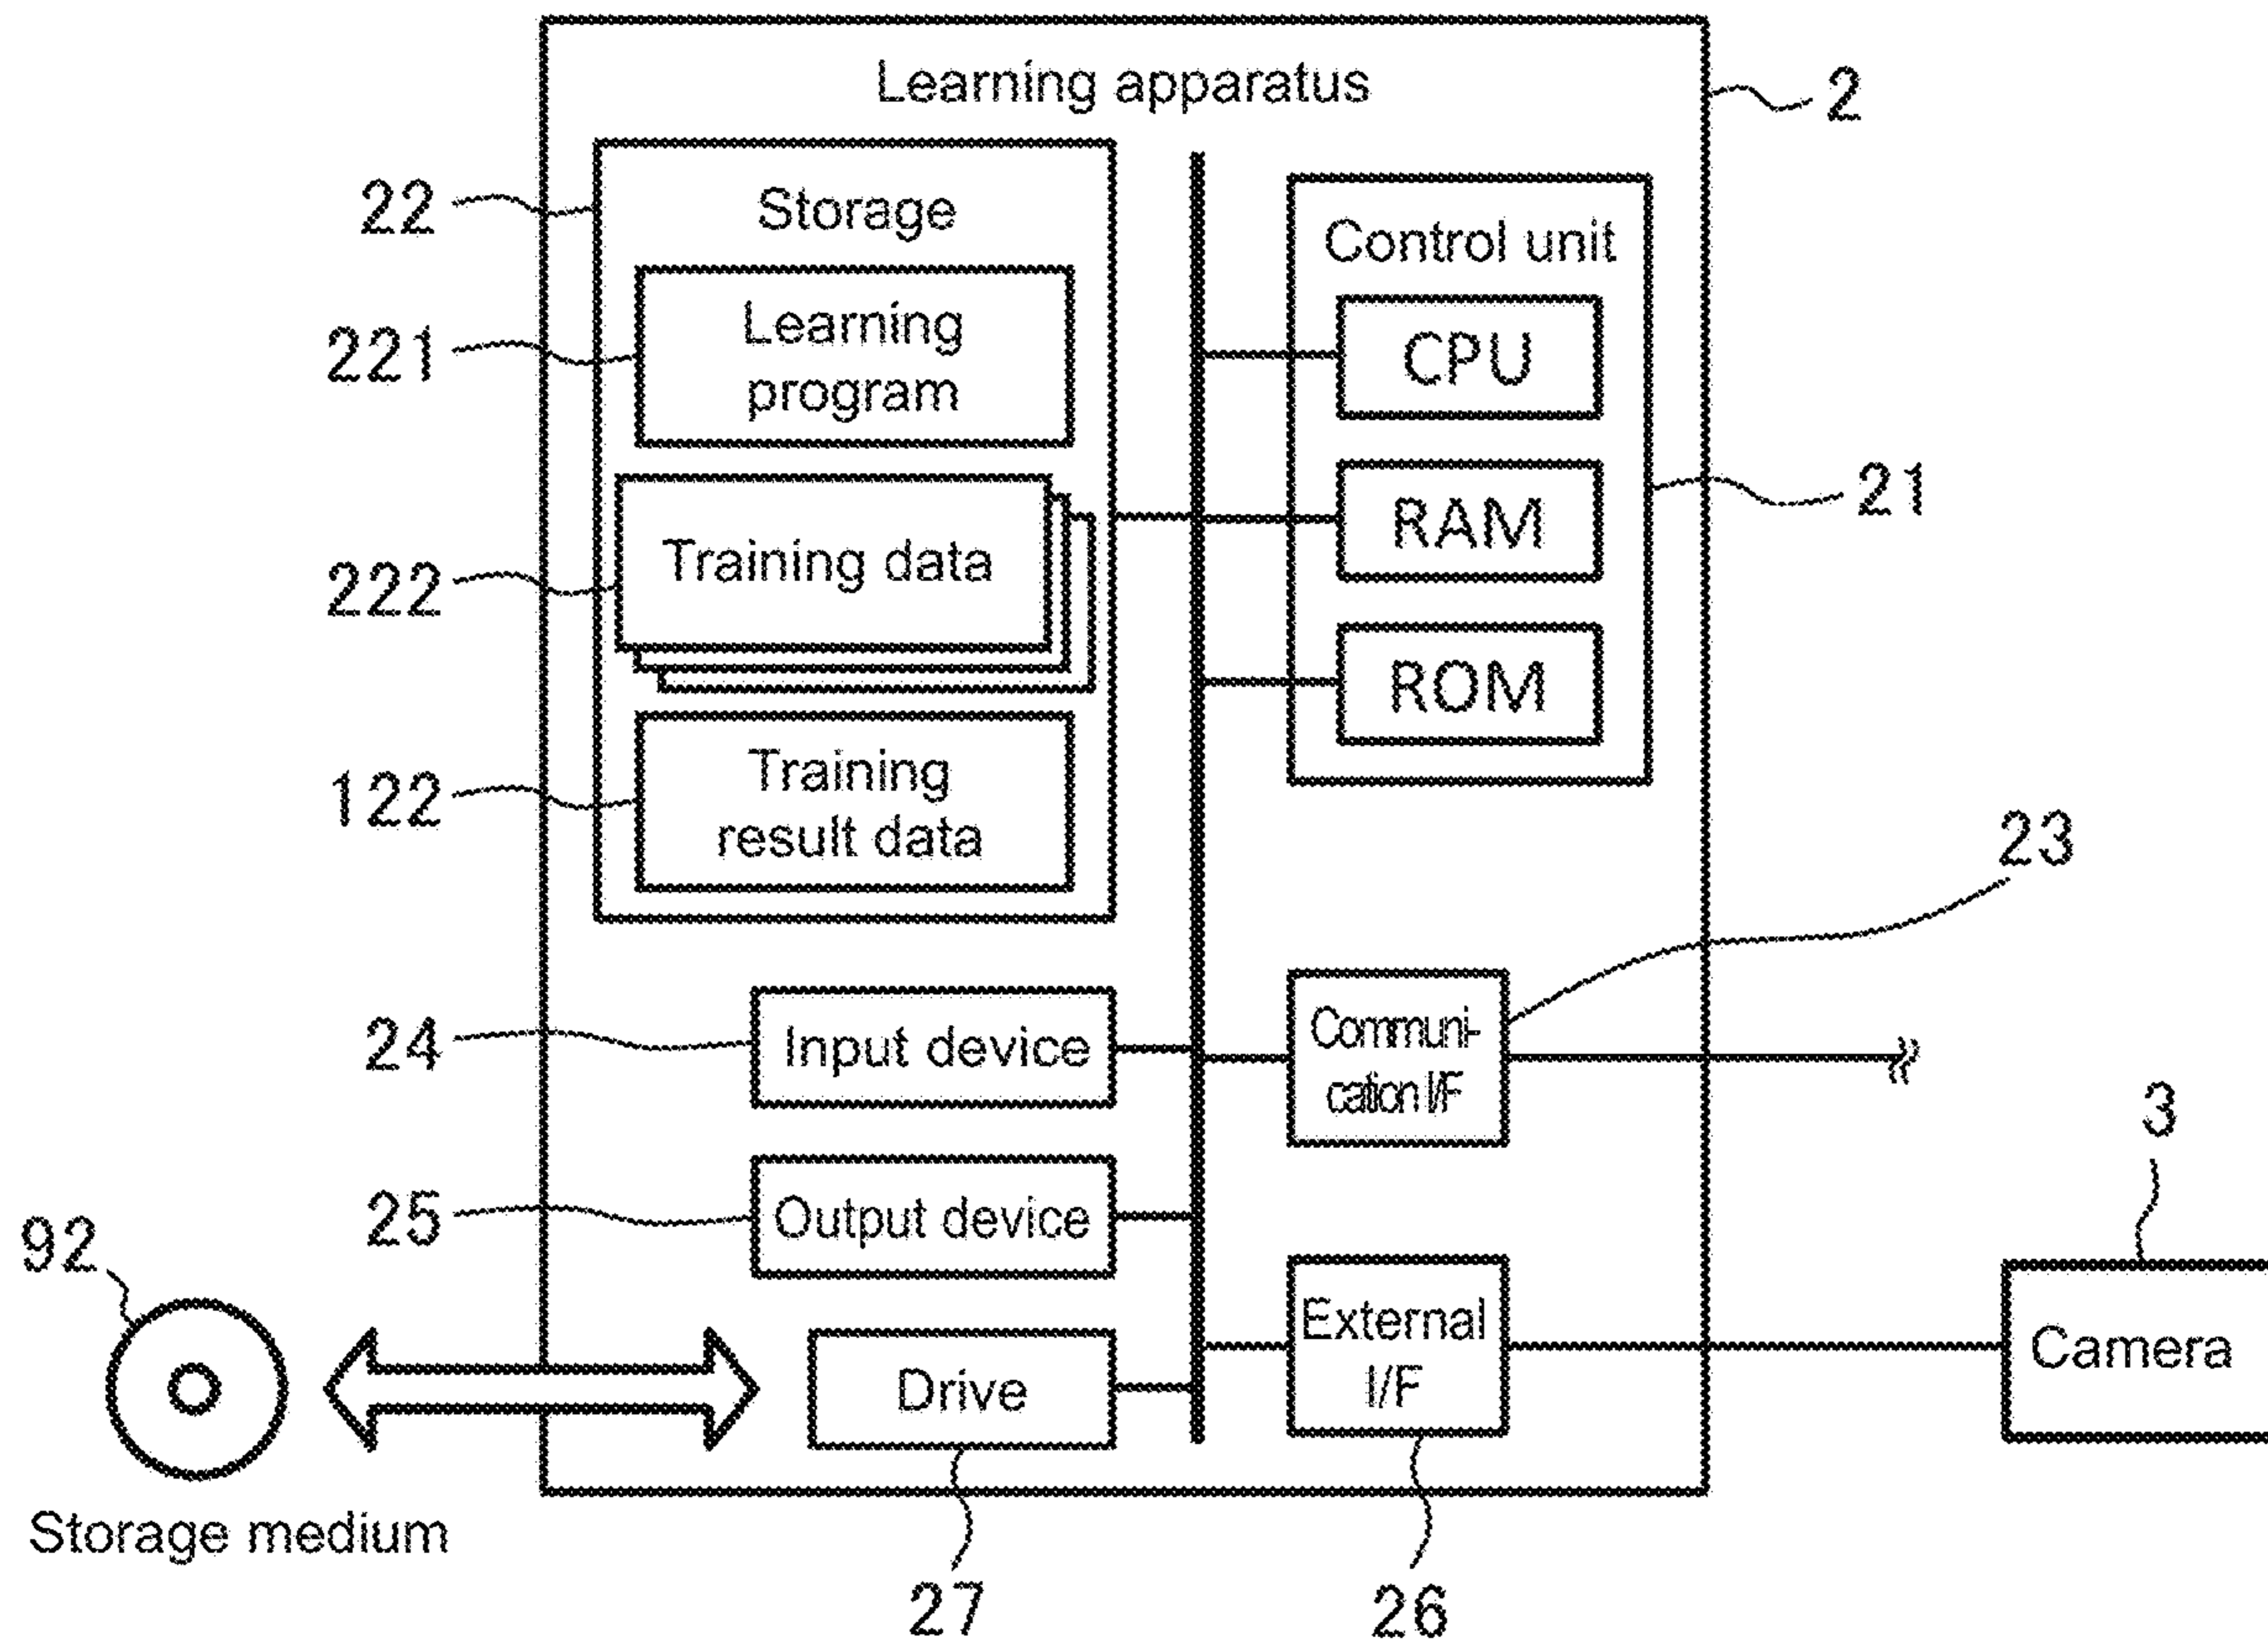 Learning apparatus
2
22
Storage
Control unit
221
Learning
program
CPU
222
Training data
RAM
21
ROM
122
Training
result data
23
24
Input device
Communi-
cation I/F
3
25
Output device
92
External
I/F
Camera
Drive
Storage medium
27
26